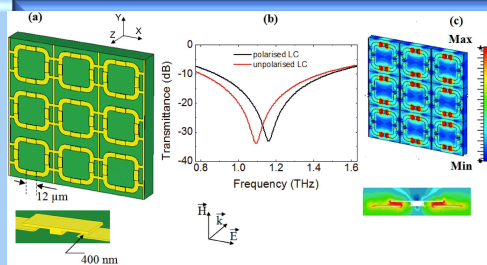 (a)
Y
Z
X
12 µm
400 nm
(b)
polarised LC
unpolarised LC
Transmittance (dB)
0
-10
-20
-30
-40
0.8
1.0
1.2
1.4
1.6
Frequency (THz)
H
k
E
(c)
Max
Min